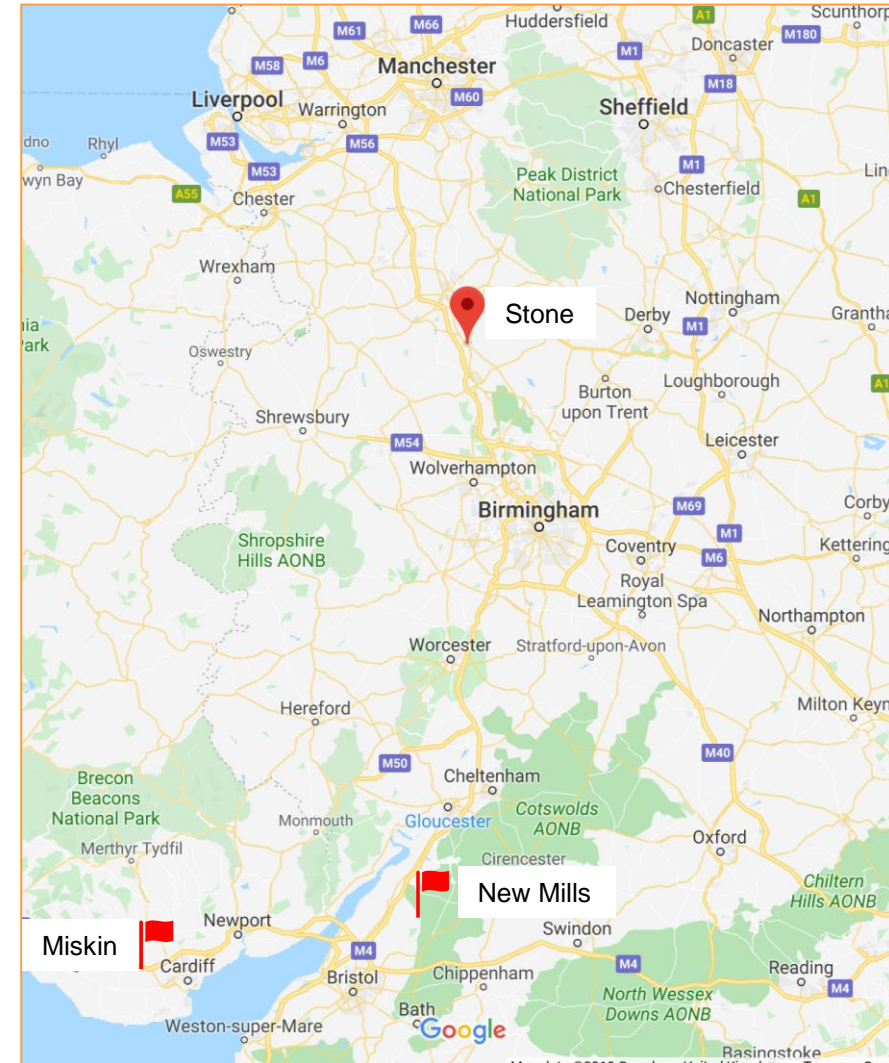 Huddersfield
Scunthorp
M61
M66
A1
M180
M58
M6
M1
Doncaster
Manchester
M18
Liverpool
Warrington
M60
Sheffield
dno
Rhyl
M53
M56
wyn Bay
M53
Peak District
National Park
M1
Lin
A55
Chester
Chesterfield
A1
Wrexham
Stone
Nottingham
Derby
M1
Grantha
nia
Park
Oswestry
Burton
upon Trent
Loughborough
A1
Shrewsbury
M54
Leicester
Wolverhampton
Birmingham
M69
Corby
Shropshire
Hills AONB
Coventry
M1
M6
Kettering
Royal
Leamington Spa
Northampton
Worcester
Stratford-upon-Avon
Hereford
Milton Keyn
M50
M40
Brecon
Beacons
National Park
Cheltenham
Monmouth
Gloucester
Cotswolds
AONB
Merthyr Tydfil
Oxford
Cirencester
Chiltern
Hills AONB
New Mills
Newport
Miskin
Swindon
Cardiff
M4
M4
Reading
Bristol
Chippenham
M4
North Wessex
Downs AONB
Bath
Weston-super-Mare
Google
Basingstoke